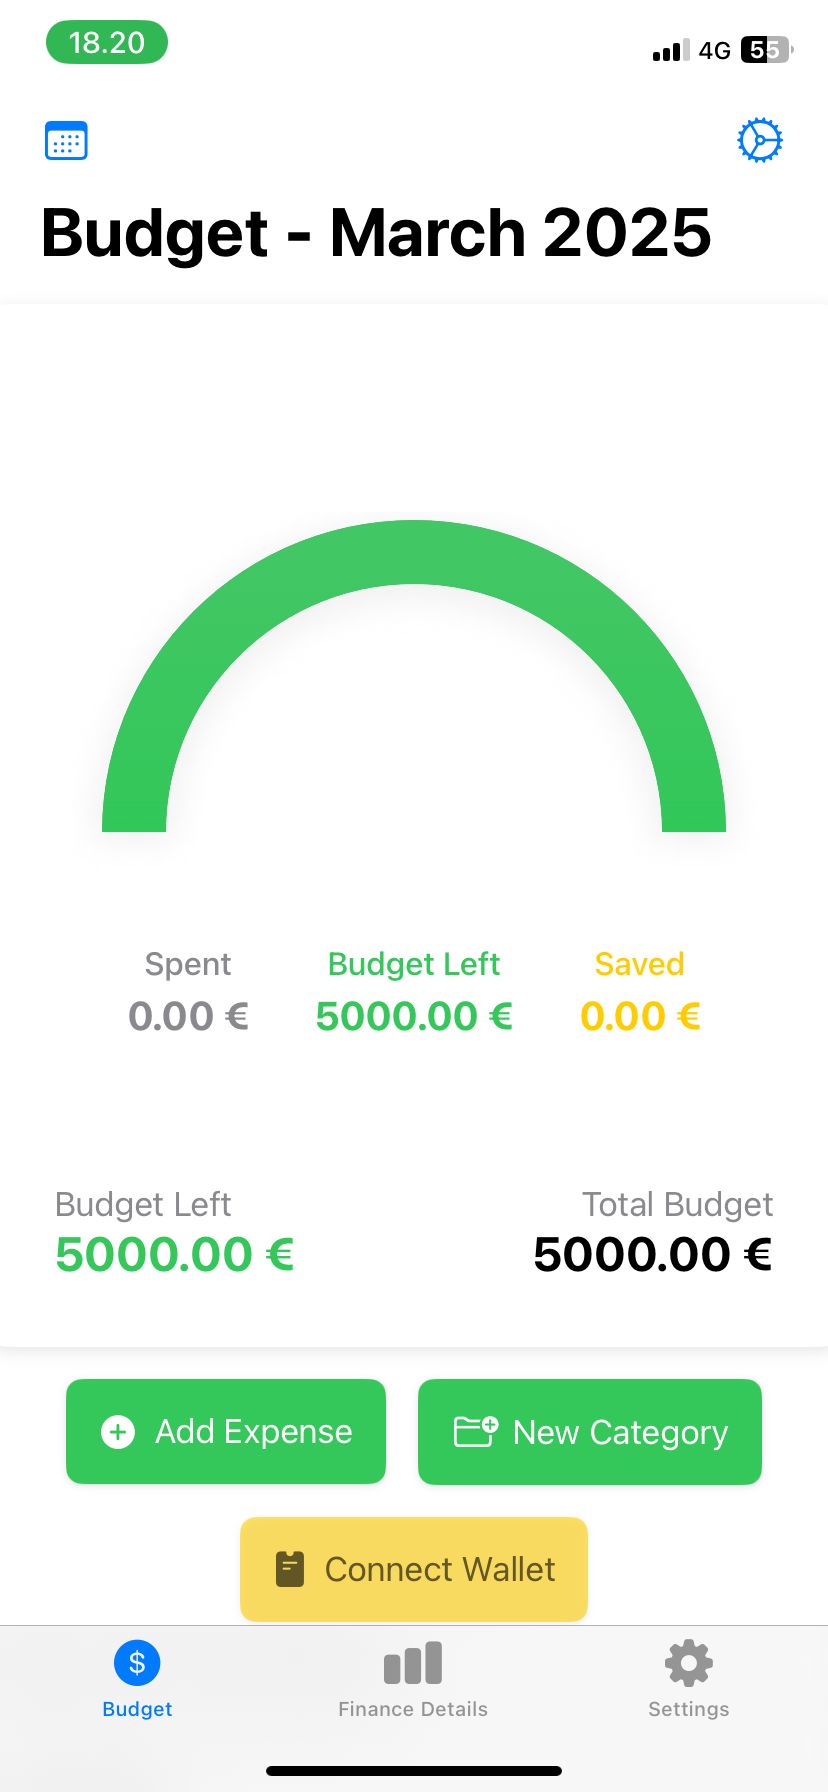 18.20
4G 55
Budget - March 2025
Spent Budget Left Saved
0.00 € 5000.00 € 0.00 €
Budget Left Total Budget
5000.00 € 5000.00 €
Add Expense New Category
Connect Wallet
$
Budget Finance Details Settings